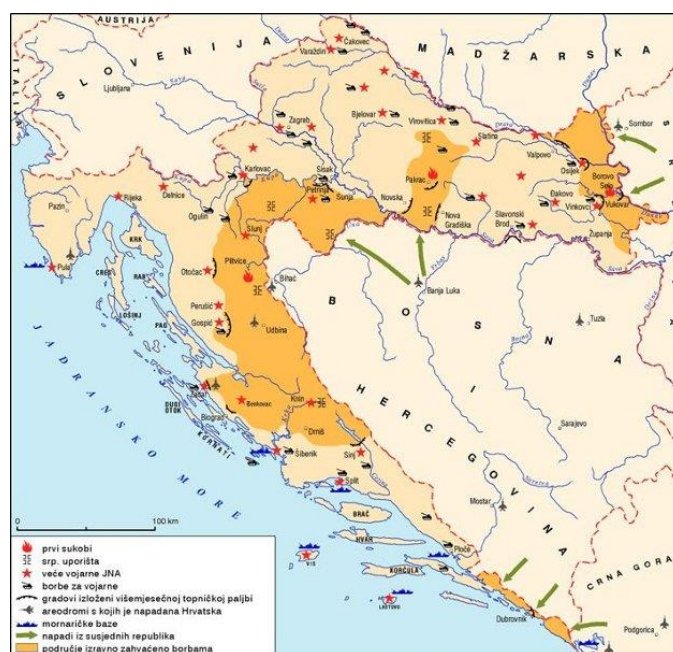 AUSTRIJA
SLOVENIJA
MADŽARSKA
ITALIJA
Ljubljana
Čakovec
Varaždin
Sava
Drava
Zagreb
Bjelovar
Virovitica
Slatina
Sombor
Valpovo
Osijek
Borovo
Selo
Vukovar
Đakovo
Vinkovci
Županja
Slavonski
Brod
Nova
Gradiška
Pakrac
Novska
Karlovac
Sisak
Petrinja
Sunja
Rijeka
Delnice
Ogulin
Pazin
Pula
KRK
CRES
RAB
LOŠINJ
PAG
Slunj
Plitvice
Otočac
Bihać
Perušić
Gospić
Udbina
Banja Luka
Tuzla
BOSNA
I
HERCEGOVINA
Sarajevo
Mostar
Zadar
Benkovac
Biograd
Knin
Drniš
DUGI
OTOK
KORNATI
Šibenik
Sinj
Split
BRAČ
HVAR
VIS
KORČULA
LASTOVO
Ploče
Dubrovnik
CRNA GORA
Podgorica
JADRANSKO MORE
0
100 km
prvi sukobi
srp. uporišta
veće vojarne JNA
borbe za vojarne
gradovi izloženi višemjesečnoj topničkoj paljbi
areodromi s kojih je napadana Hrvatska
mornaričke baze
napadi iz susjednih republika
područje izravno zahvaćeno borbama